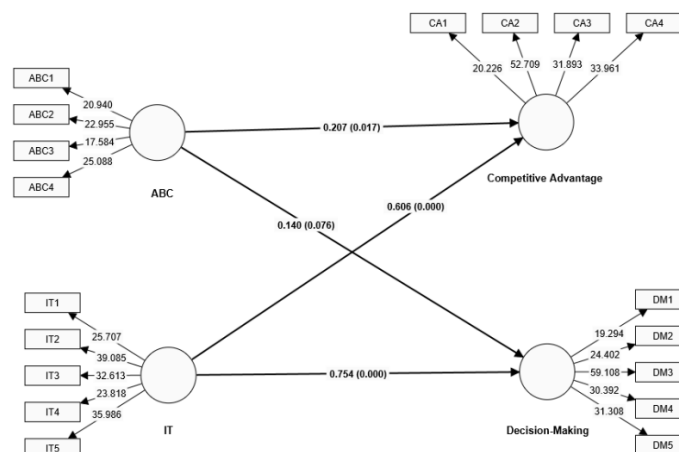 CA1
CA2
CA3
CA4
20.226
52.709
31.893
33.961
ABC1
ABC2
ABC3
ABC4
20.940
22.955
17.584
25.088
ABC
0.207 (0.017)
Competitive Advantage
0.606 (0.000)
0.140 (0.076)
IT1
IT2
IT3
IT4
IT5
25.707
39.085
32.613
23.818
35.986
IT
0.754 (0.000)
DM1
DM2
DM3
DM4
DM5
19.294
24.402
59.108
30.392
31.308
Decision-Making